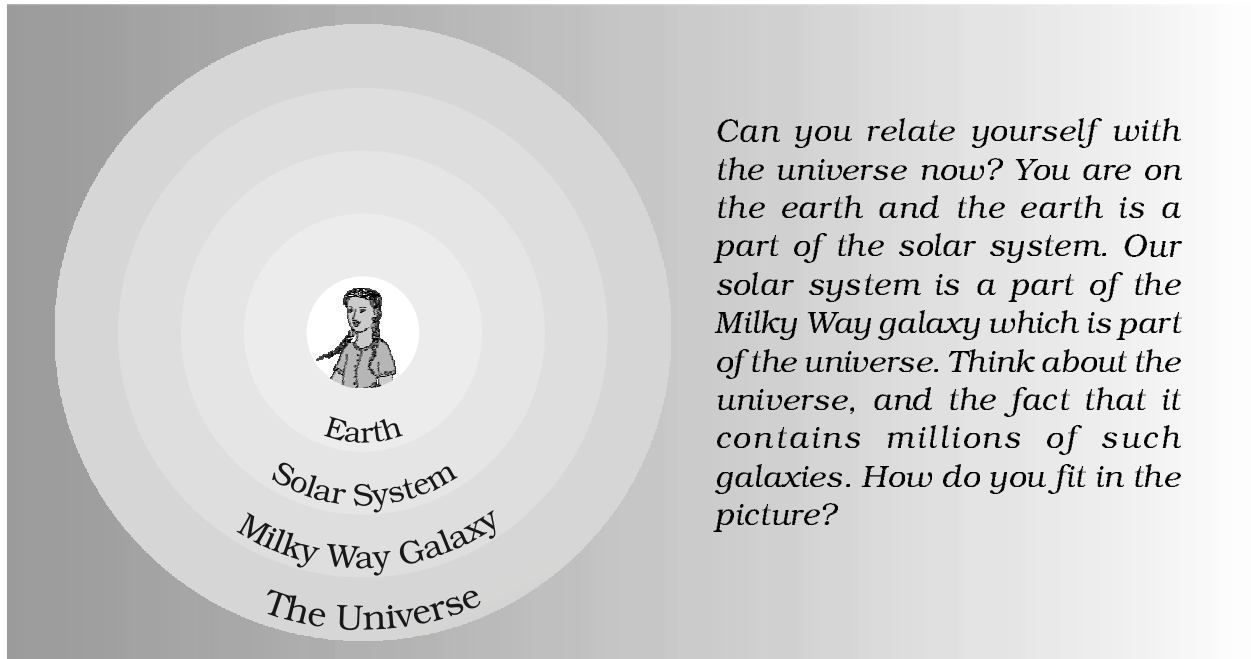 Earth
Solar System
Milky Way Galaxy
The Universe
Can you relate yourself with
the universe now? You are on
the earth and the earth is a
part of the solar system. Our
solar system is a part of the
Milky Way galaxy which is part
of the universe. Think about the
universe, and the fact that it
contains millions of such
galaxies. How do you fit in the
picture?